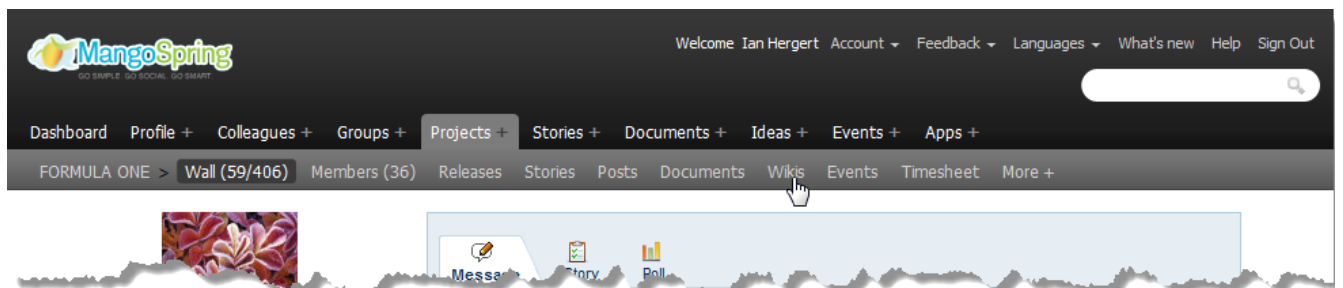 MangoSpring
GO SIMPLE. GO SOCIAL. GO SMART
Welcome Ian Hergert Account Feedback Languages What's new Help Sign Out
Dashboard Profile + Colleagues + Groups + Projects + Stories + Documents + Ideas + Events + Apps +
FORMULA ONE > Wall (59/406) Members (36) Releases Stories Posts Documents Wikis Events Timesheet More +
Message Story Poll